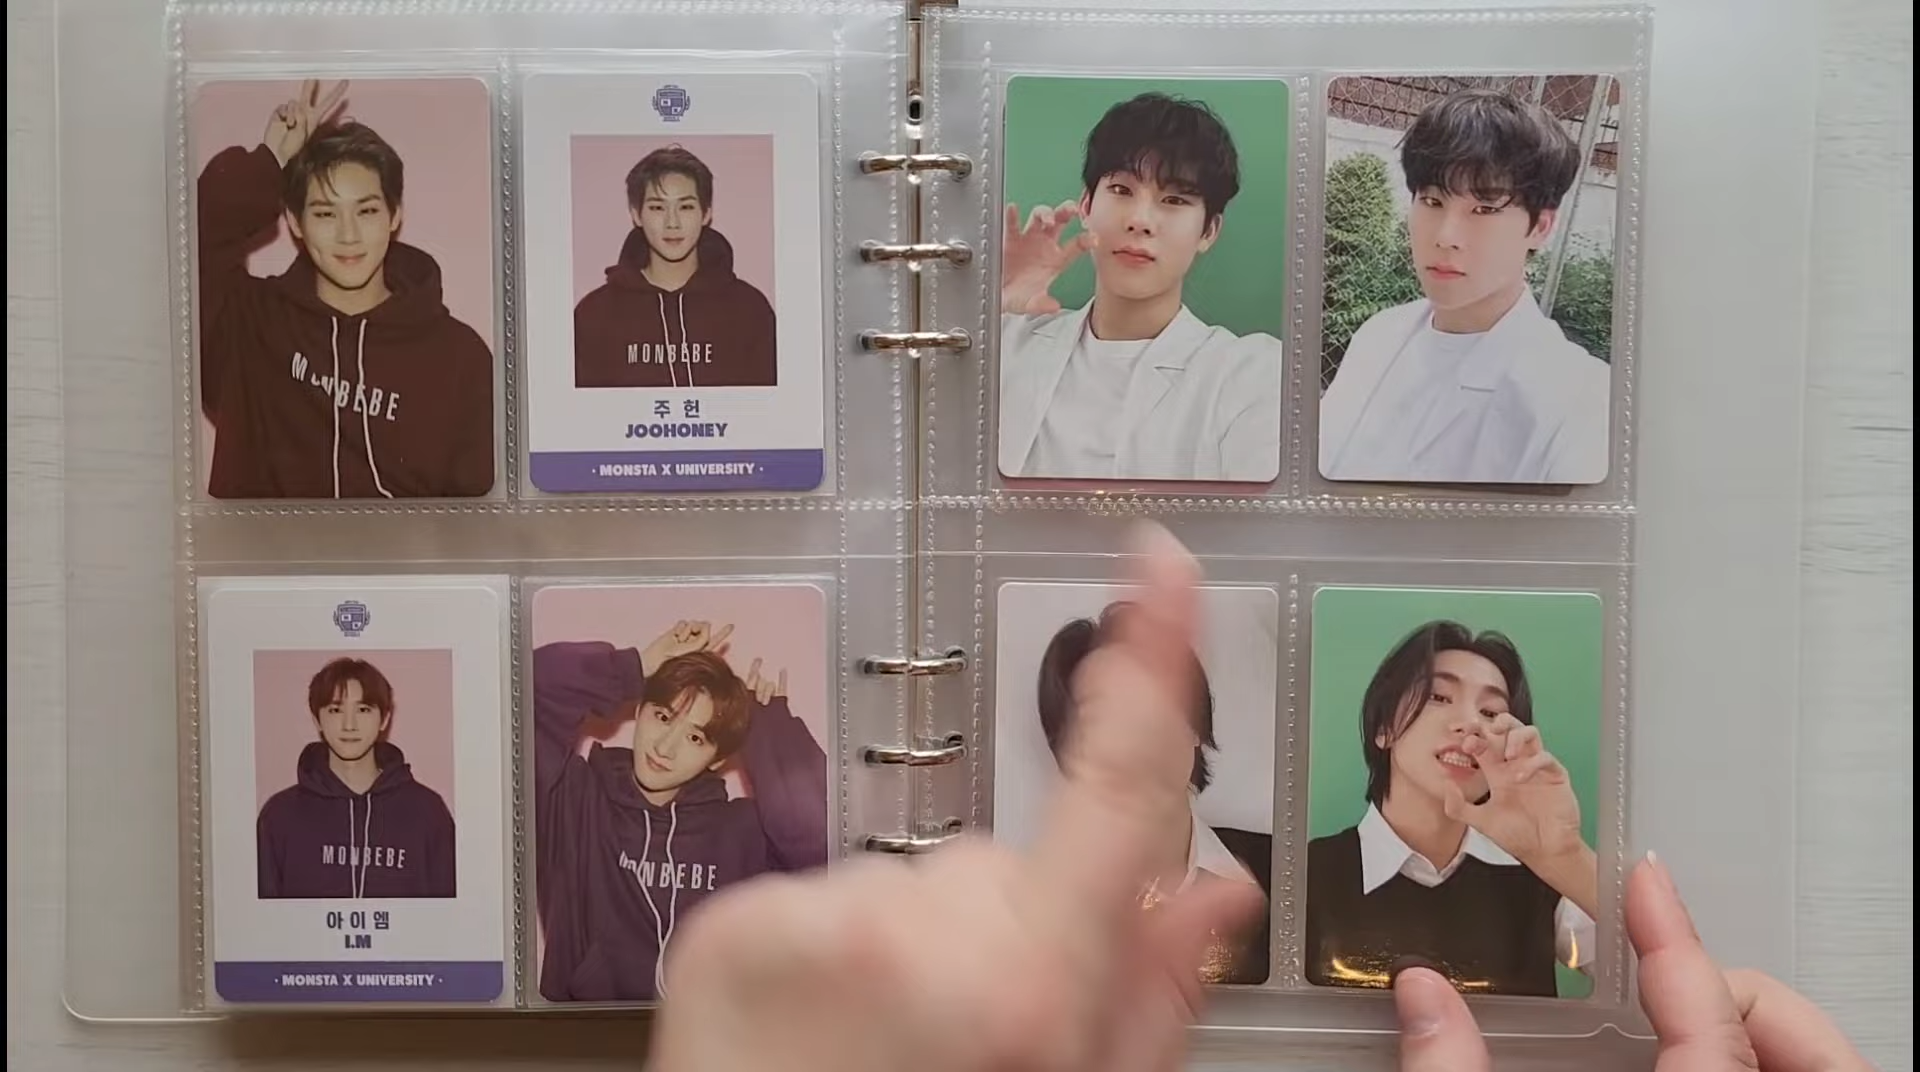 MONBEBE
MONBEBE
주 헌
JOOHONEY
· MONSTA X UNIVERSITY ·
MONBEBE
아이엠
I.M
· MONSTA X UNIVERSITY ·
MONBEBE